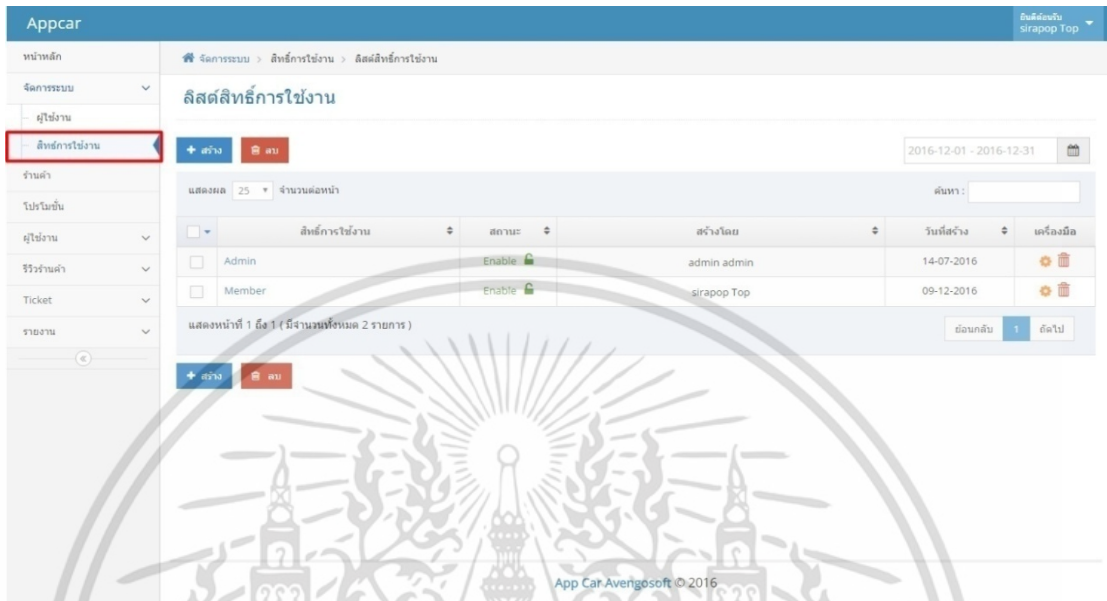 Appcar
ยินดีต้อนรับ
sirapop Top
หน้าหลัก
จัดการระบบ
ผู้ใช้งาน
สิทธ์การใช้งาน
ร้านค้า
โปรโมชั่น
ผู้ใช้งาน
รีวิวร้านค้า
Ticket
รายงาน
จัดการระบบ > สิทธิ์การใช้งาน > ลิสต์สิทธิ์การใช้งาน
ลิสต์สิทธิ์การใช้งาน
+ สร้าง ลบ
2016-12-01 - 2016-12-31
แสดงผล 25 จำนวนต่อหน้า
ค้นหา :
สิทธิ์การใช้งาน สถานะ สร้างโดย วันที่สร้าง เครื่องมือ
Admin Enable admin admin 14-07-2016
Member Enable sirapop Top 09-12-2016
แสดงหน้าที่ 1 ถึง 1 ( มีจำนวนทั้งหมด 2 รายการ )
ย้อนกลับ 1 ถัดไป
+ สร้าง ลบ
App Car Avengosoft © 2016